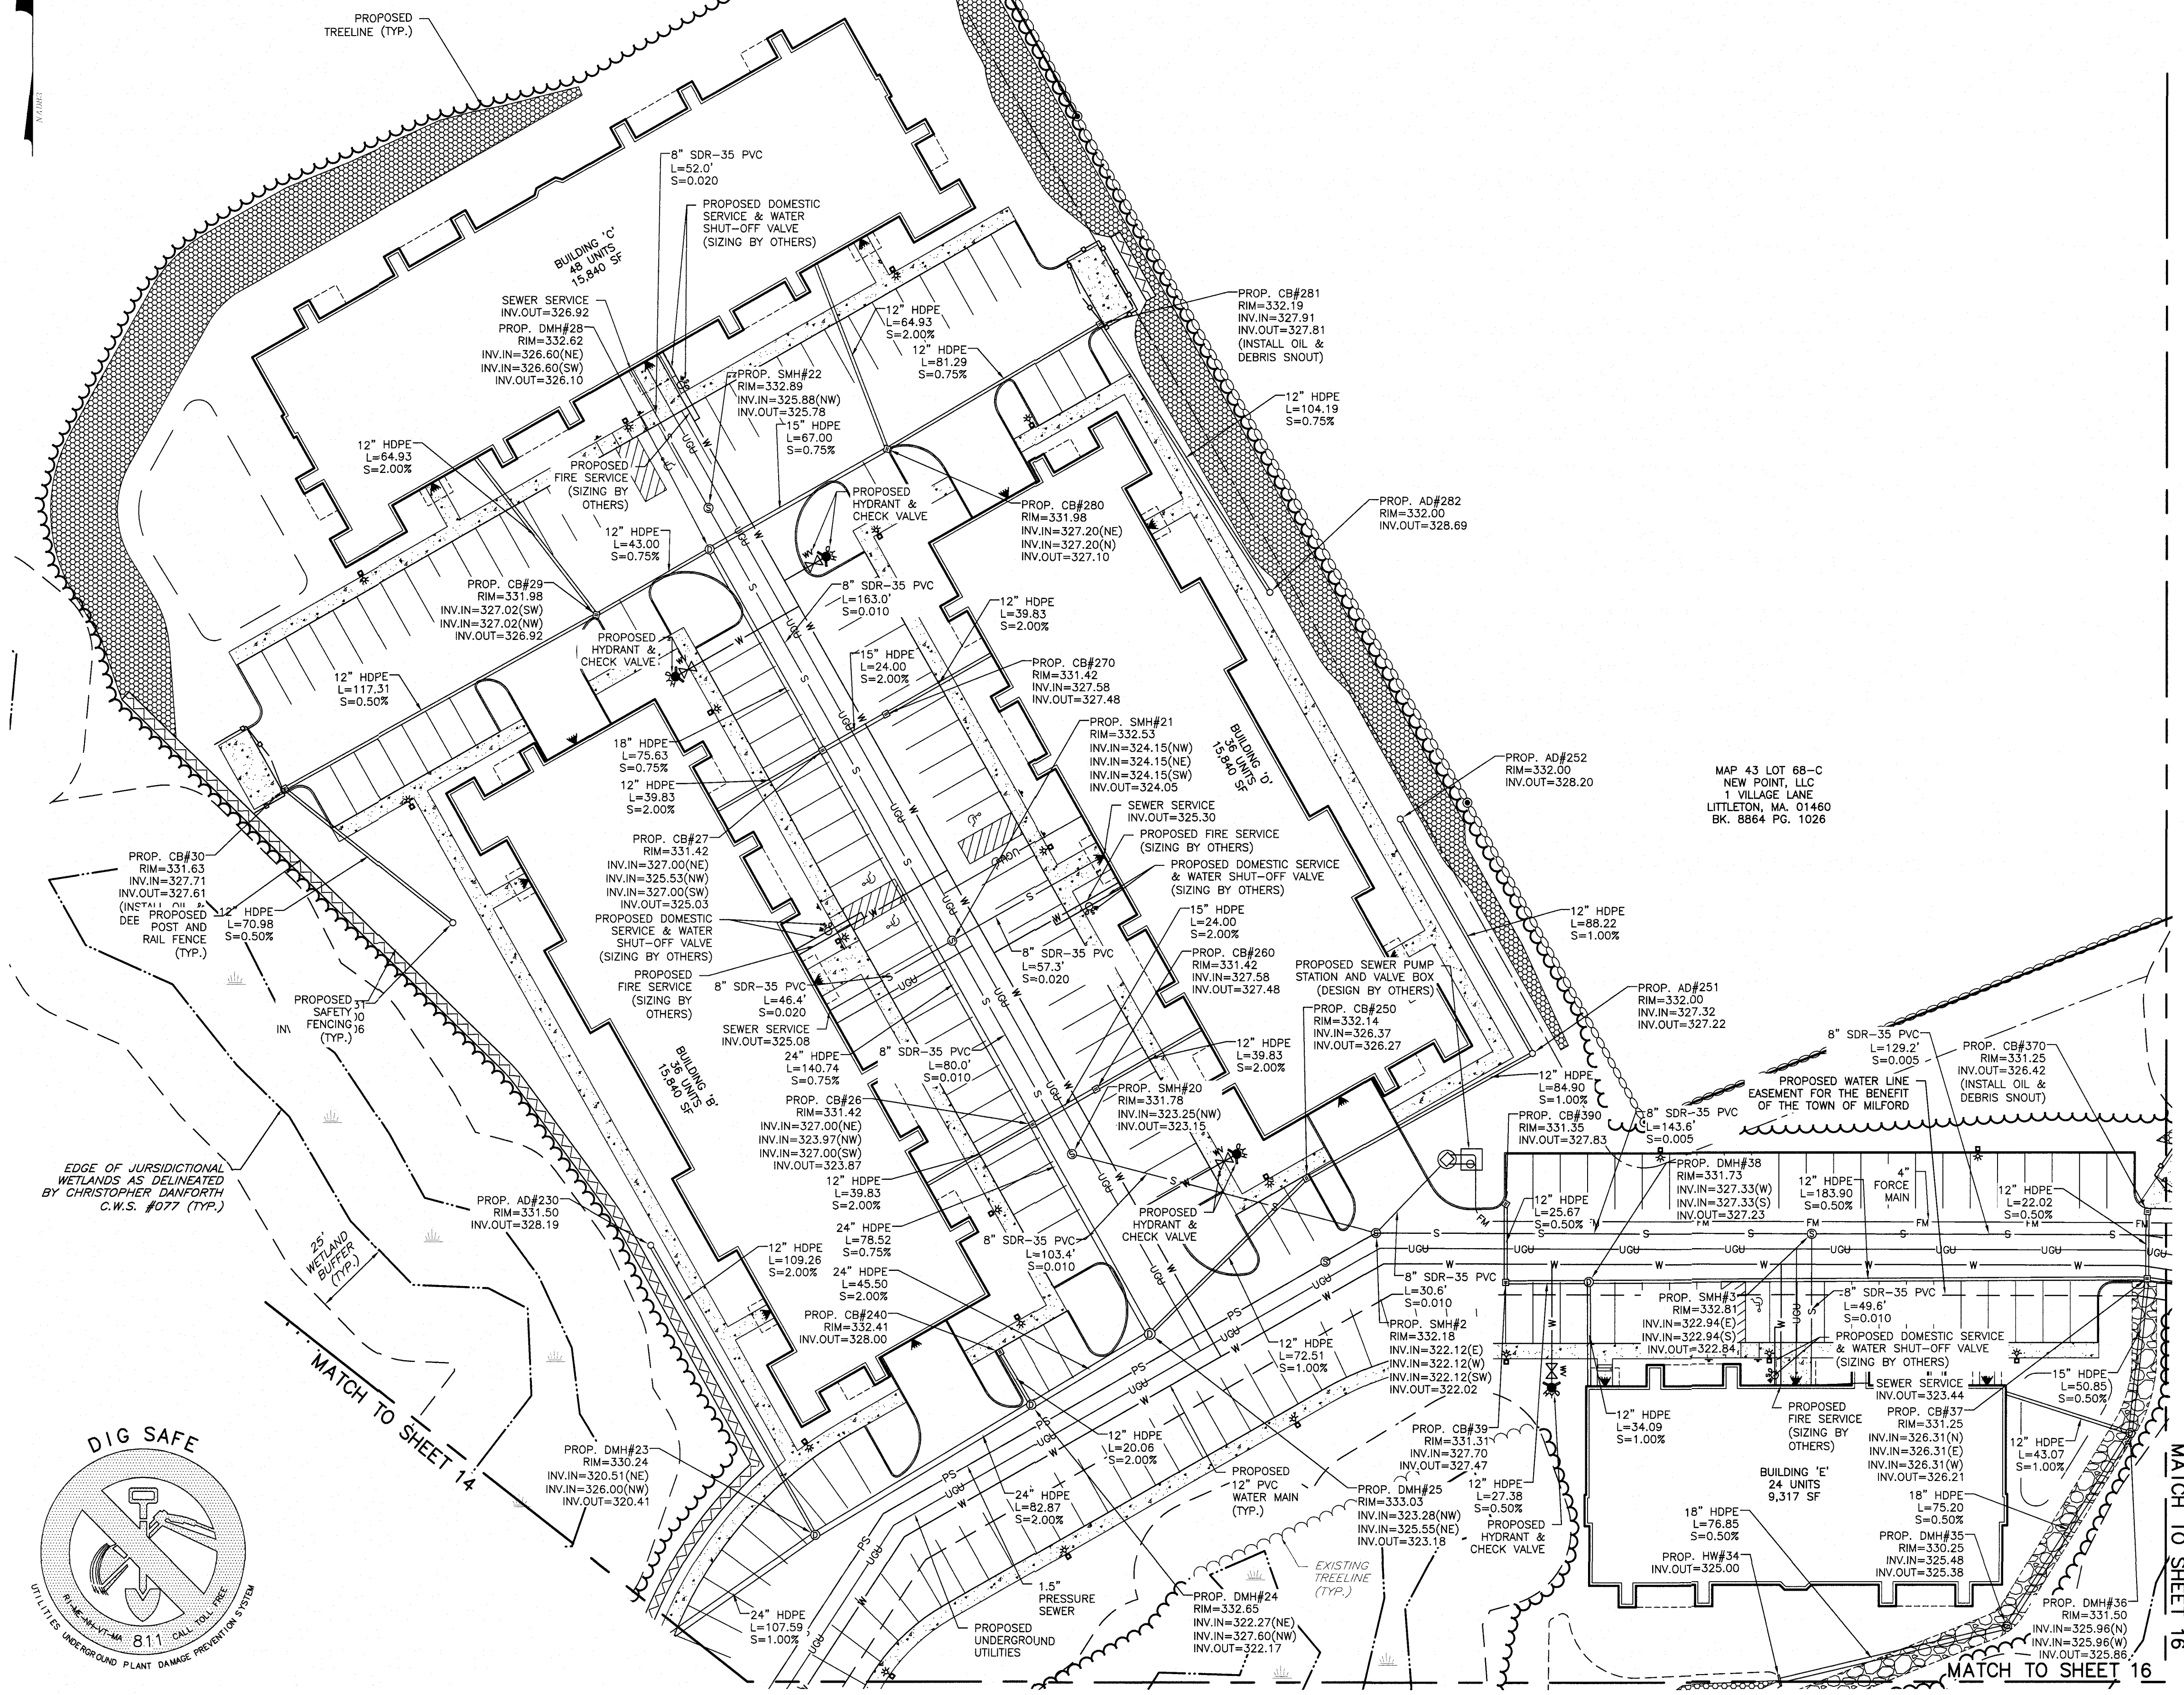 PROPOSED
TREELINE (TYP.)
8" SDR-35 PVC
L=52.0'
S=0.020
PROPOSED DOMESTIC
SERVICE & WATER
SHUT-OFF VALVE
(SIZING BY OTHERS)
BUILDING 'C'
48 UNITS
15,840 SF
SEWER SERVICE
INV.OUT=326.92
PROP. DMH#28
RIM=332.62
INV.IN=326.60(NE)
INV.IN=326.60(SW)
INV.OUT=326.10
12" HDPE
L=64.93
S=2.00%
12" HDPE
L=81.29
S=0.75%
PROP. CB#281
RIM=332.19
INV.IN=327.91
INV.OUT=327.81
(INSTALL OIL &
DEBRIS SNOUT)
PROP. SMH#22
RIM=332.89
INV.IN=325.88(NW)
INV.OUT=325.78
15" HDPE
L=67.00
S=0.75%
12" HDPE
L=104.19
S=0.75%
12" HDPE
L=64.93
S=2.00%
PROPOSED
FIRE SERVICE
(SIZING BY
OTHERS)
PROPOSED
HYDRANT &
CHECK VALVE
PROP. CB#280
RIM=331.98
INV.IN=327.20(NE)
INV.IN=327.20(N)
INV.OUT=327.10
PROP. AD#282
RIM=332.00
INV.OUT=328.69
12" HDPE
L=43.00
S=0.75%
PROP. CB#29
RIM=331.98
INV.IN=327.02(SW)
INV.IN=327.02(NW)
INV.OUT=326.92
8" SDR-35 PVC
L=163.0'
S=0.010
12" HDPE
L=39.83
S=2.00%
PROPOSED
HYDRANT &
CHECK VALVE
12" HDPE
L=117.31
S=0.50%
15" HDPE
L=24.00
S=2.00%
PROP. CB#270
RIM=331.42
INV.IN=327.58
INV.OUT=327.48
18" HDPE
L=75.63
S=0.75%
12" HDPE
L=39.83
S=2.00%
PROP. SMH#21
RIM=332.53
INV.IN=324.15(NW)
INV.IN=324.15(NE)
INV.IN=324.15(SW)
INV.OUT=324.05
BUILDING 'D'
36 UNITS
15,840 SF
PROP. AD#252
RIM=332.00
INV.OUT=328.20
MAP 43 LOT 68-C
NEW POINT, LLC
1 VILLAGE LANE
LITTLETON, MA. 01460
BK. 8864 PG. 1026
SEWER SERVICE
INV.OUT=325.30
PROPOSED FIRE SERVICE
(SIZING BY OTHERS)
PROPOSED DOMESTIC SERVICE
& WATER SHUT-OFF VALVE
(SIZING BY OTHERS)
PROP. CB#27
RIM=331.42
INV.IN=327.00(NE)
INV.IN=325.53(NW)
INV.IN=327.00(SW)
INV.OUT=325.03
PROP. CB#30
RIM=331.63
INV.IN=327.71
INV.OUT=327.61
(INSTALL OIL &
DEE
PROPOSED
POST AND
RAIL FENCE
(TYP.)
12" HDPE
L=70.98
S=0.50%
PROPOSED DOMESTIC
SERVICE & WATER
SHUT-OFF VALVE
(SIZING BY OTHERS)
PROPOSED
FIRE SERVICE
(SIZING BY
OTHERS)
8" SDR-35 PVC
L=46.4'
S=0.020
SEWER SERVICE
INV.OUT=325.08
8" SDR-35 PVC
L=57.3'
S=0.020
15" HDPE
L=24.00
S=2.00%
PROP. CB#260
RIM=331.42
INV.IN=327.58
INV.OUT=327.48
PROPOSED SEWER PUMP
STATION AND VALVE BOX
(DESIGN BY OTHERS)
12" HDPE
L=88.22
S=1.00%
PROP. CB#250
RIM=332.14
INV.IN=326.37
INV.OUT=326.27
PROP. AD#251
RIM=332.00
INV.IN=327.32
INV.OUT=327.22
PROPOSED
SAFETY
FENCING
(TYP.)
24" HDPE
L=140.74
S=0.75%
8" SDR-35 PVC
L=80.0'
S=0.010
12" HDPE
L=39.83
S=2.00%
BUILDING 'B'
36 UNITS
15,840 SF
PROP. CB#26
RIM=331.42
INV.IN=327.00(NE)
INV.IN=323.97(NW)
INV.IN=327.00(SW)
INV.OUT=323.87
PROP. SMH#20
RIM=331.78
INV.IN=323.25(NW)
INV.OUT=323.15
12" HDPE
L=84.90
S=1.00%
8" SDR-35 PVC
L=129.2'
S=0.005
PROP. CB#370
RIM=331.25
INV.OUT=326.42
(INSTALL OIL &
DEBRIS SNOUT)
PROPOSED WATER LINE
EASEMENT FOR THE BENEFIT
OF THE TOWN OF MILFORD
PROP. CB#390
RIM=331.35
INV.OUT=327.83
8" SDR-35 PVC
L=143.6'
S=0.005
EDGE OF JURSIDICTIONAL
WETLANDS AS DELINEATED
BY CHRISTOPHER DANFORTH
C.W.S. #077 (TYP.)
12" HDPE
L=39.83
S=2.00%
PROP. DMH#38
RIM=331.73
INV.IN=327.33(W)
INV.IN=327.33(S)
INV.OUT=327.23
12" HDPE
L=183.90
S=0.50%
4"
FORCE
MAIN
12" HDPE
L=22.02
S=0.50%
12" HDPE
L=25.67
S=0.50%
PROP. AD#230
RIM=331.50
INV.OUT=328.19
24" HDPE
L=78.52
S=0.75%
8" SDR-35 PVC
L=103.4'
S=0.010
PROPOSED
HYDRANT &
CHECK VALVE
25'
WETLAND
BUFFER
(TYP.)
12" HDPE
L=109.26
S=2.00%
24" HDPE
L=45.50
S=2.00%
PROP. CB#240
RIM=332.41
INV.OUT=328.00
8" SDR-35 PVC
L=30.6'
S=0.010
PROP. SMH#2
RIM=332.18
INV.IN=322.12(E)
INV.IN=322.12(W)
INV.IN=322.12(SW)
INV.OUT=322.02
PROP. SMH#3
RIM=332.81
INV.IN=322.94(E)
INV.IN=322.94(S)
INV.OUT=322.84
8" SDR-35 PVC
L=49.6'
S=0.010
PROPOSED DOMESTIC SERVICE
& WATER SHUT-OFF VALVE
(SIZING BY OTHERS)
12" HDPE
L=72.51
S=1.00%
MATCH TO SHEET 14
SEWER SERVICE
INV.OUT=323.44
15" HDPE
L=50.85
S=0.50%
12" HDPE
L=34.09
S=1.00%
PROPOSED
FIRE SERVICE
(SIZING BY
OTHERS)
PROP. CB#37
RIM=331.25
INV.IN=326.31(N)
INV.IN=326.31(E)
INV.IN=326.31(W)
INV.OUT=326.21
12" HDPE
L=43.07
S=1.00%
PROP. CB#39
RIM=331.31
INV.IN=327.70
INV.OUT=327.47
12" HDPE
L=20.06
S=2.00%
PROP. DMH#23
RIM=330.24
INV.IN=320.51(NE)
INV.IN=326.00(NW)
INV.OUT=320.41
PROPOSED
12" PVC
WATER MAIN
(TYP.)
12" HDPE
L=27.38
S=0.50%
PROPOSED
HYDRANT &
CHECK VALVE
PROP. DMH#25
RIM=333.03
INV.IN=323.28(NW)
INV.IN=325.55(NE)
INV.OUT=323.18
24" HDPE
L=82.87
S=2.00%
BUILDING 'E'
24 UNITS
9,317 SF
18" HDPE
L=76.85
S=0.50%
18" HDPE
L=75.20
S=0.50%
PROP. DMH#35
RIM=330.25
INV.IN=325.48
INV.OUT=325.38
PROP. HW#34
INV.OUT=325.00
EXISTING
TREELINE
(TYP.)
1.5"
PRESSURE
SEWER
PROP. DMH#24
RIM=332.65
INV.IN=322.27(NE)
INV.IN=327.60(NW)
INV.OUT=322.17
PROP. DMH#36
RIM=331.50
INV.IN=325.96(N)
INV.IN=325.96(W)
INV.OUT=325.86
24" HDPE
L=107.59
S=1.00%
PROPOSED
UNDERGROUND
UTILITIES
DIG SAFE
RI-ME-NH-VT-MA 811 CALL TOLL FREE
UTILITIES UNDERGROUND PLANT DAMAGE PREVENTION SYSTEM
MATCH TO SHEET 16
MATCH TO SHEET 16